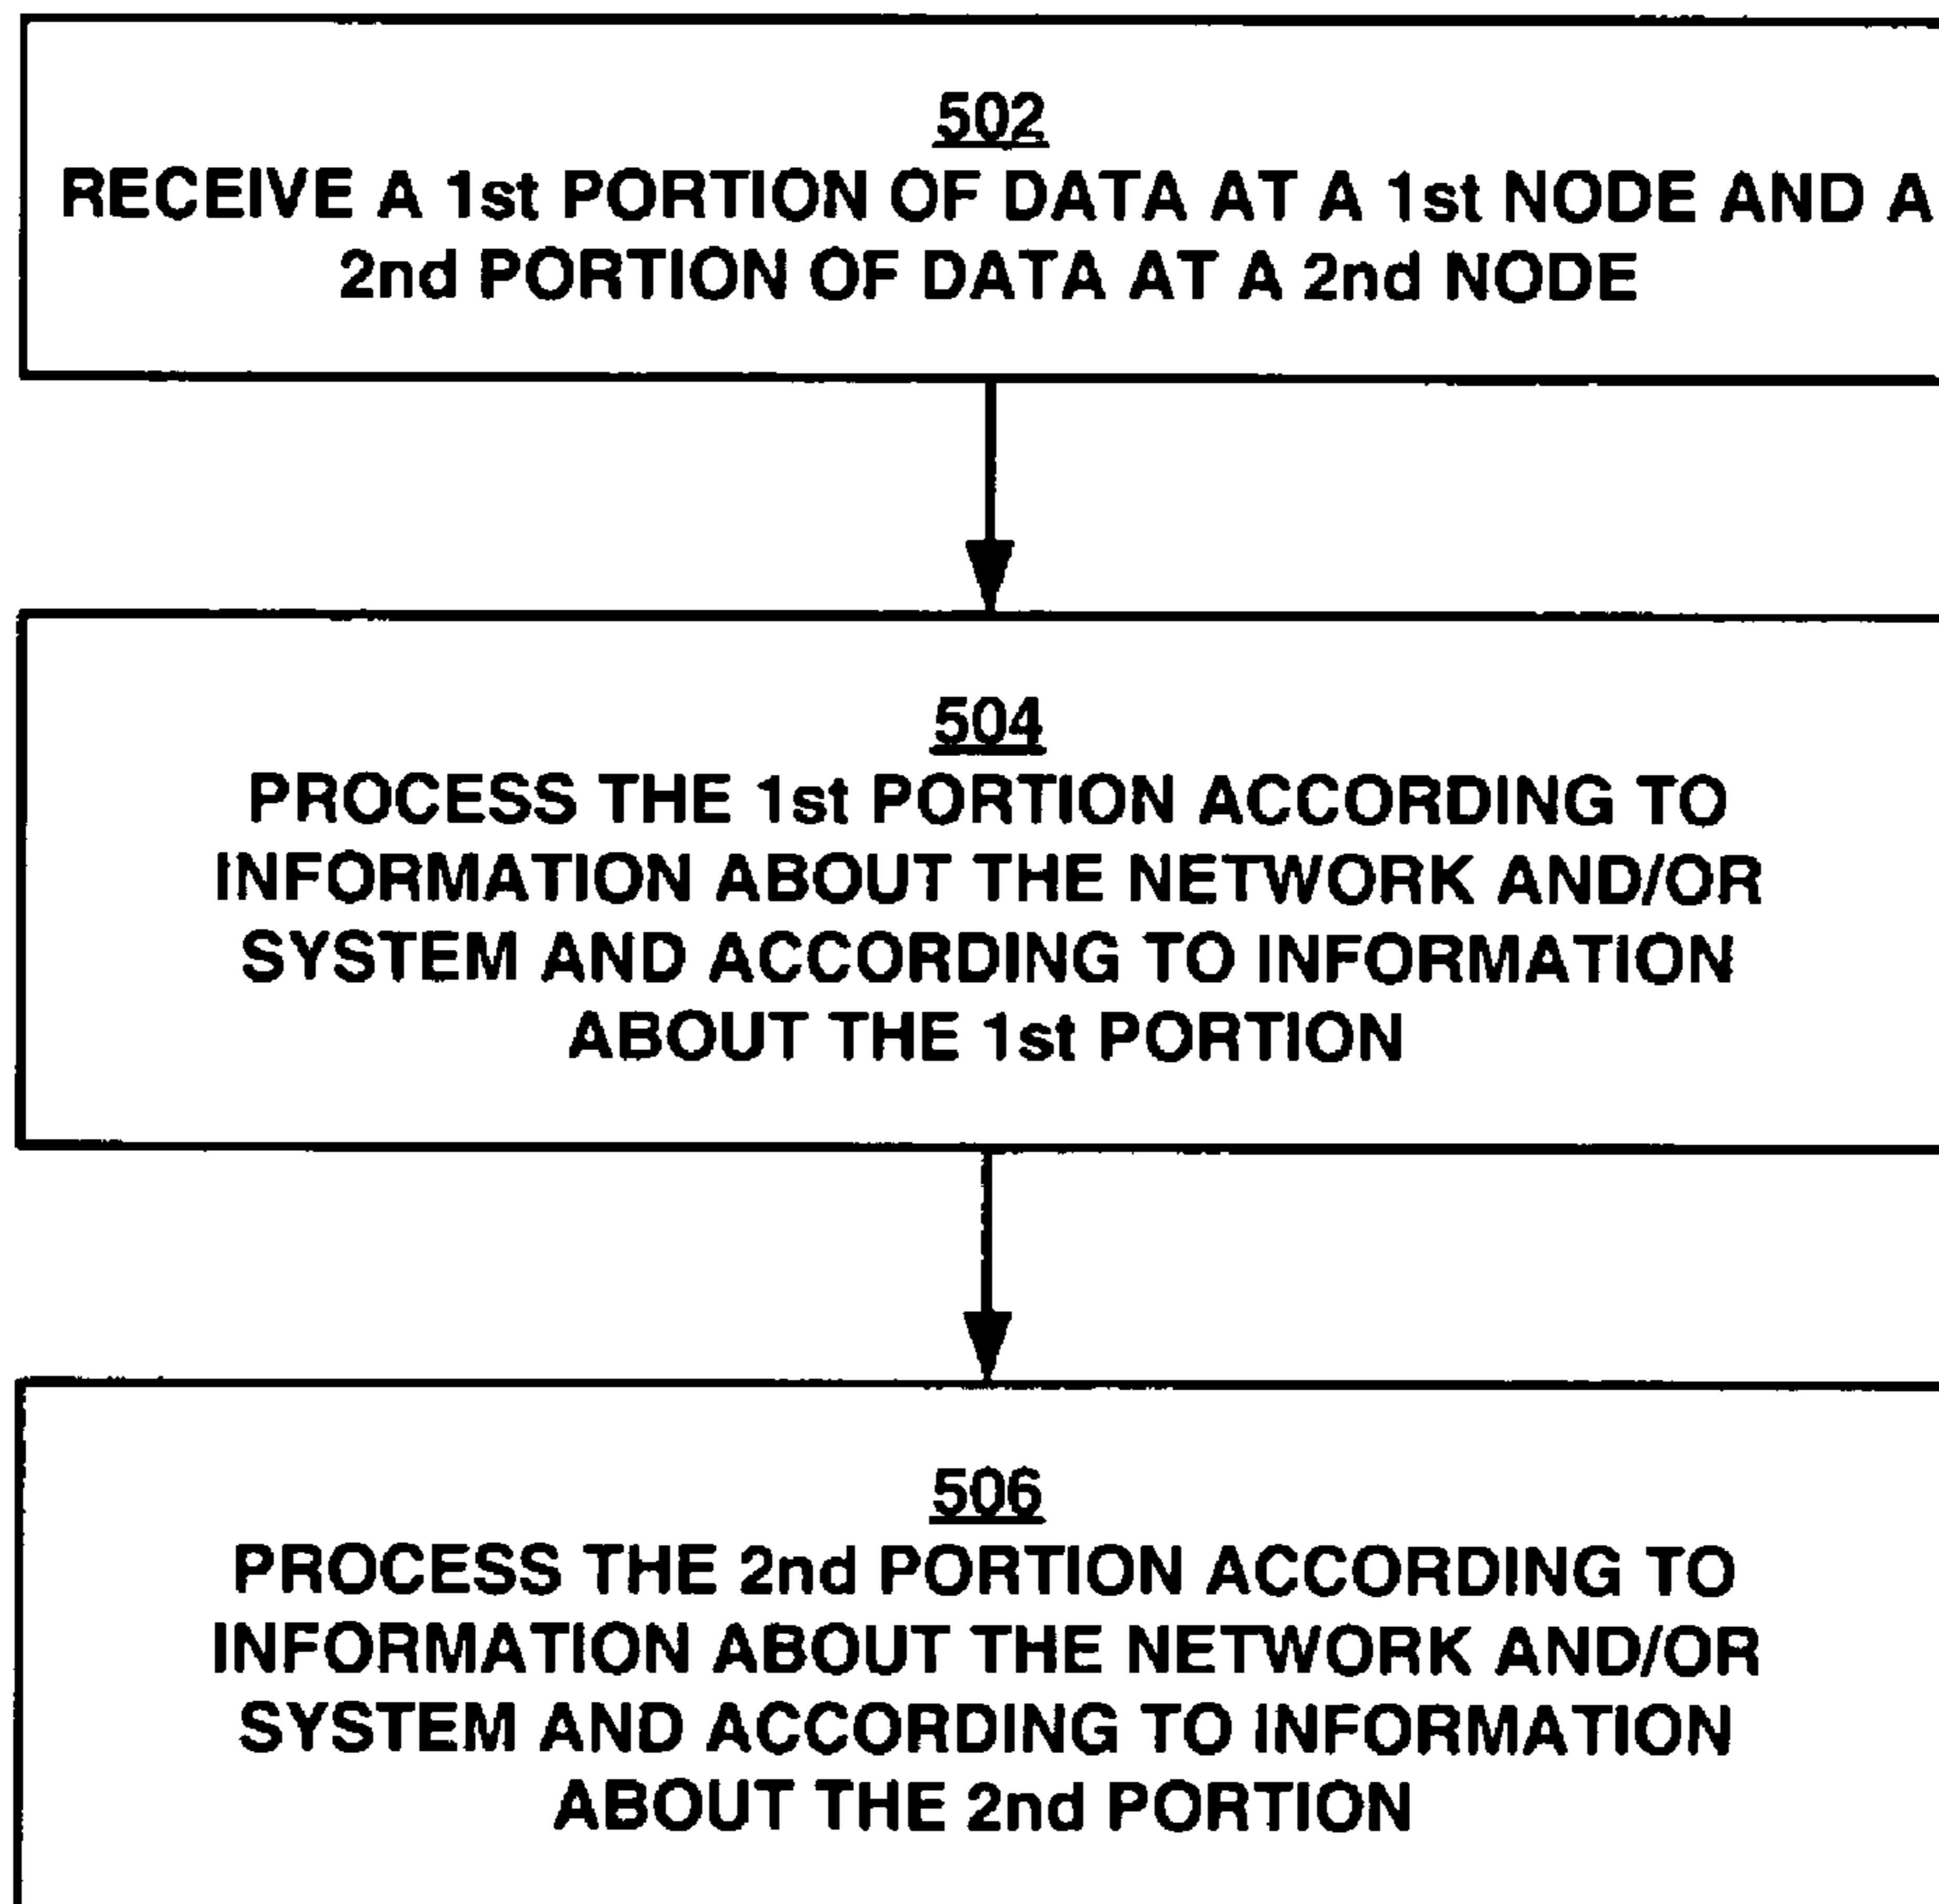 502
RECEIVE A 1st PORTION OF DATA AT A 1st NODE AND A
2nd PORTION OF DATA AT A 2nd NODE
504
PROCESS THE 1st PORTION ACCORDING TO
INFORMATION ABOUT THE NETWORK AND/OR
SYSTEM AND ACCORDING TO INFORMATION
ABOUT THE 1st PORTION
506
PROCESS THE 2nd PORTION ACCORDING TO
INFORMATION ABOUT THE NETWORK AND/OR
SYSTEM AND ACCORDING TO INFORMATION
ABOUT THE 2nd PORTION